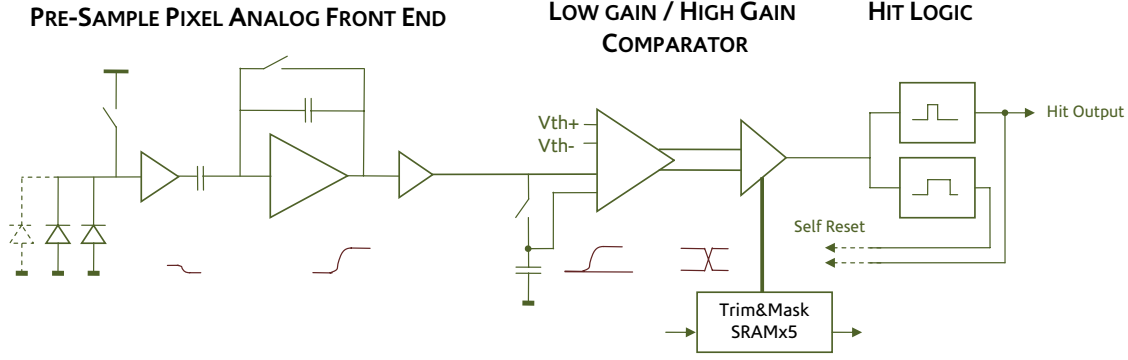 PRE-SAMPLE PIXEL ANALOG FRONT END
LOW GAIN / HIGH GAIN
COMPARATOR
HIT LOGIC
Vth+
Vth-
Hit Output
Self Reset
Trim&Mask
SRAMx5